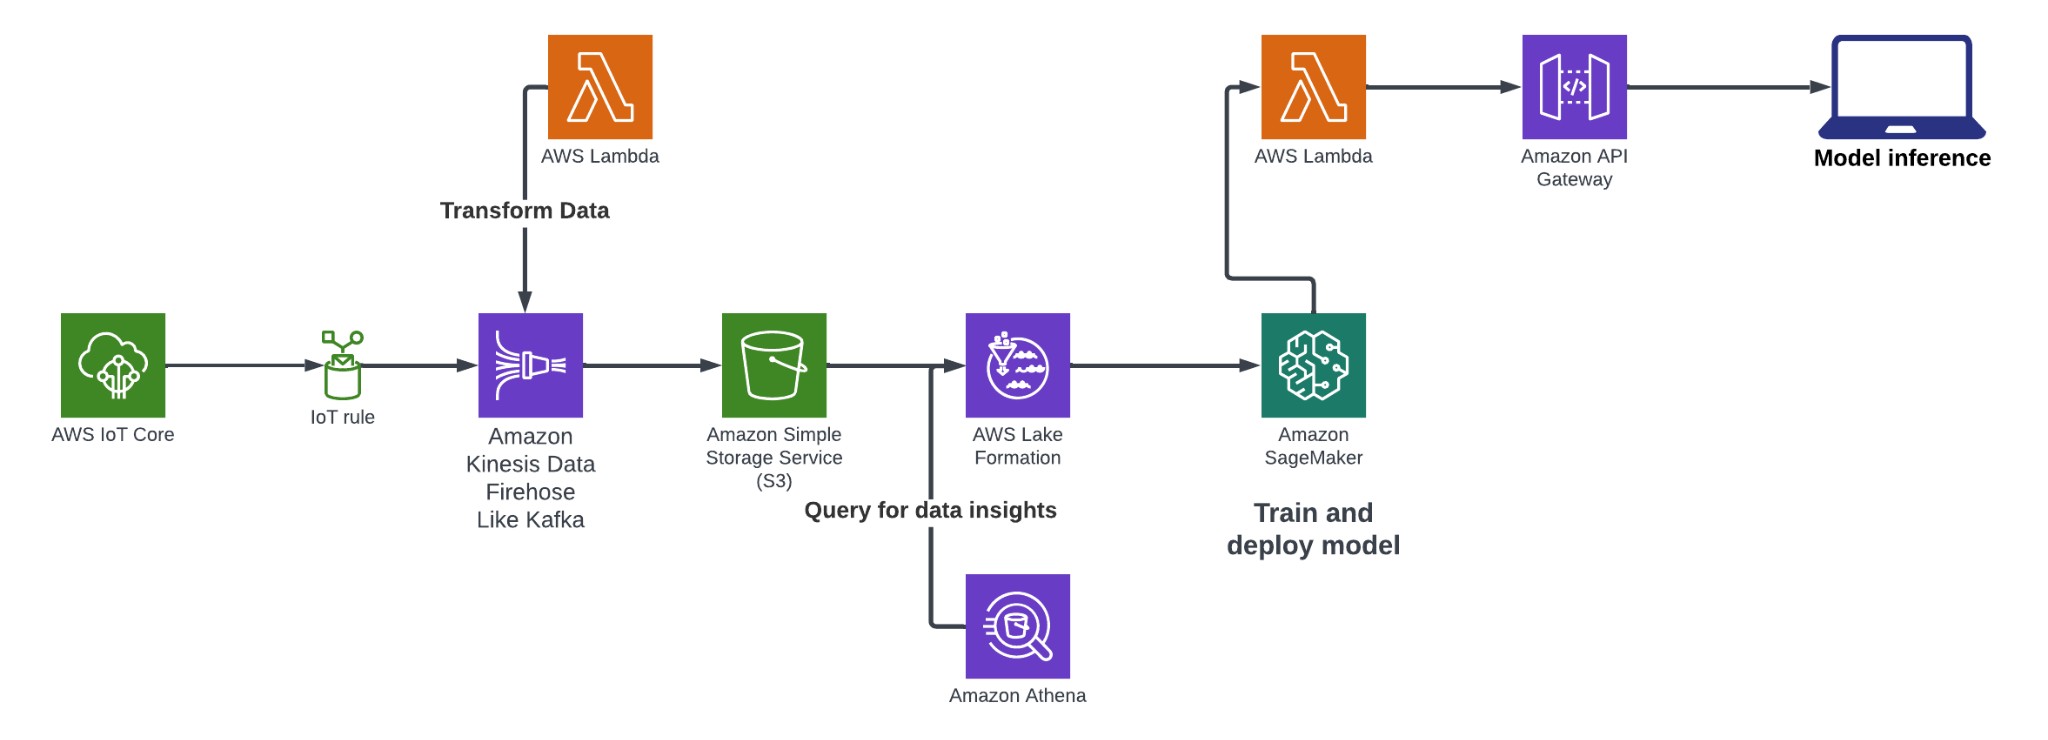 AWS Lambda
AWS Lambda
Amazon API
Gateway
Model inference
Transform Data
AWS IoT Core
IoT rule
Amazon
Kinesis Data
Firehose
Like Kafka
Amazon Simple
Storage Service
(S3)
AWS Lake
Formation
Amazon
SageMaker
Query for data insights
Train and
deploy model
Amazon Athena